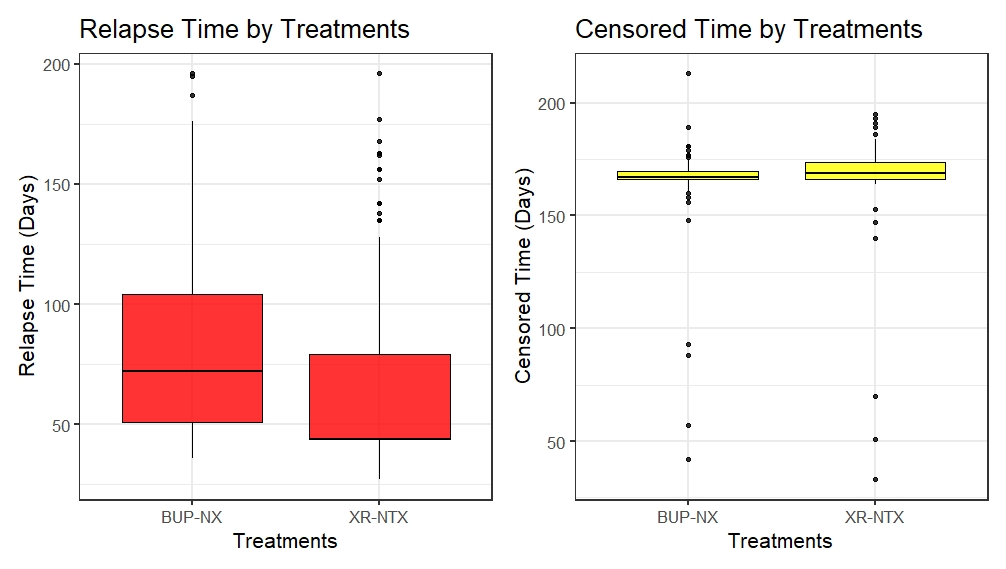 Relapse Time by Treatments
Relapse Time (Days)
200
150
100
50
BUP-NX
XR-NTX
Treatments
Censored Time by Treatments
Censored Time (Days)
200
150
100
50
BUP-NX
XR-NTX
Treatments